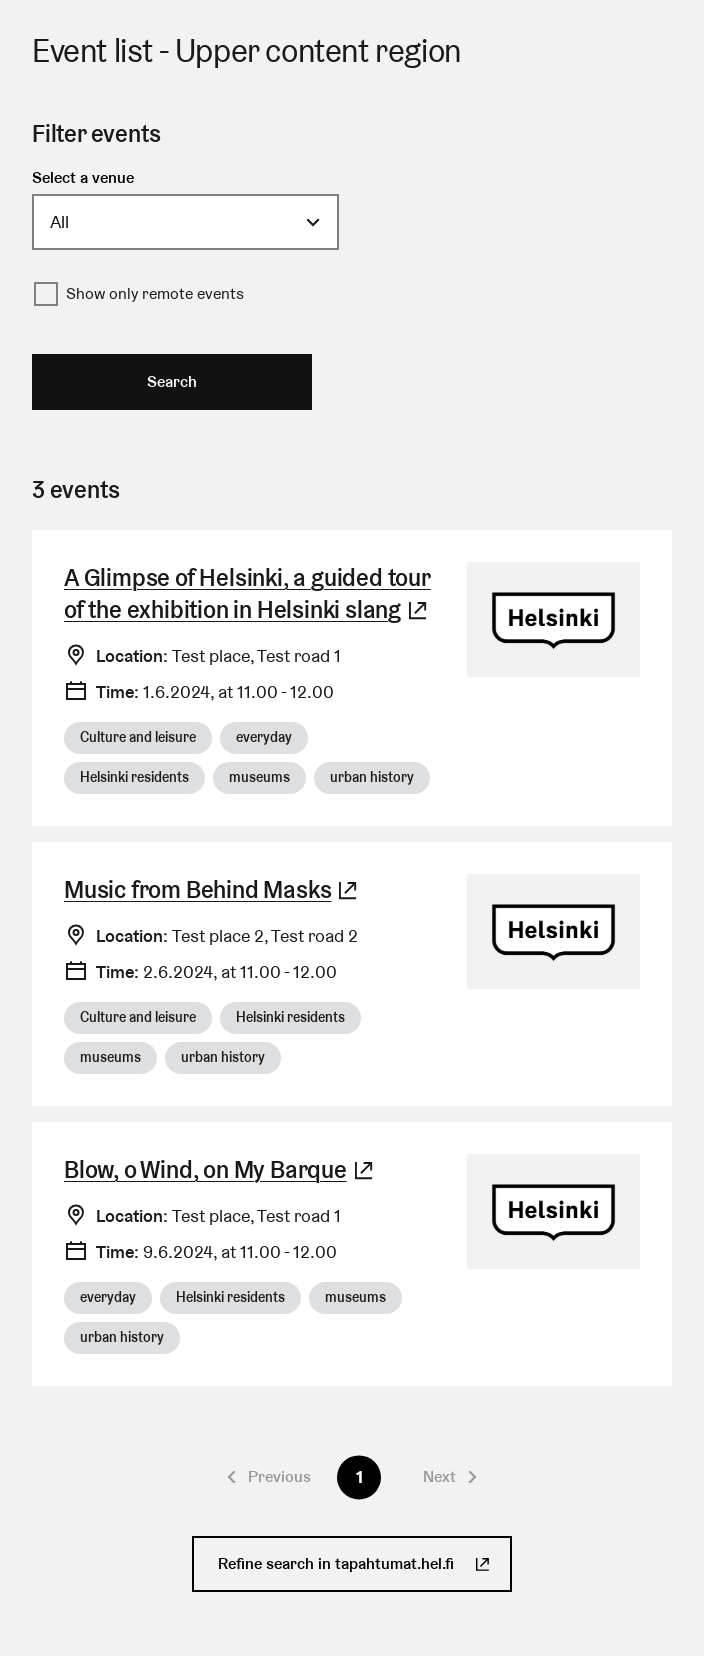 Event list - Upper content region
Filter events
Select a venue
All
Show only remote events
Search
3 events
A Glimpse of Helsinki, a guided tour
of the exhibition in Helsinki slang
Helsinki
Location: Test place, Test road 1
Time: 1.6.2024, at 11.00 - 12.00
Culture and leisure everyday
Helsinki residents museums urban history
Music from Behind Masks
Helsinki
Location: Test place 2, Test road 2
Time: 2.6.2024, at 11.00 - 12.00
Culture and leisure Helsinki residents
museums urban history
Blow, o Wind, on My Barque
Helsinki
Location: Test place, Test road 1
Time: 9.6.2024, at 11.00 - 12.00
everyday Helsinki residents museums
urban history
Previous 1 Next
Refine search in tapahtumat.hel.fi